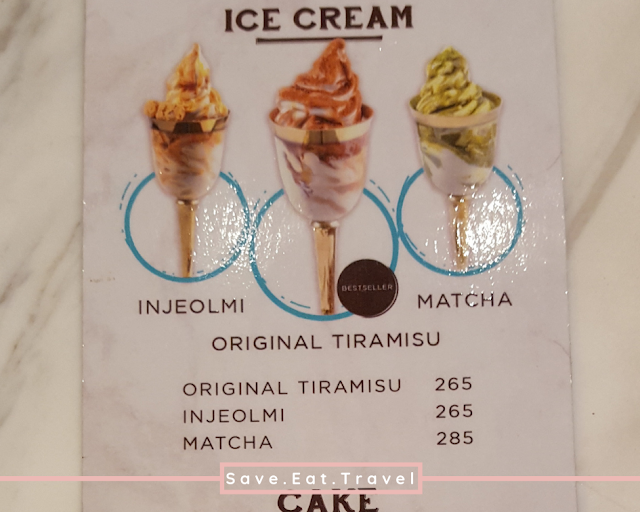 ICE CREAM
BESTSELLER
INJEOLMI
MATCHA
ORIGINAL TIRAMISU
ORIGINAL TIRAMISU 265
INJEOLMI 265
MATCHA 285
Save.Eat.Travel
CAKE